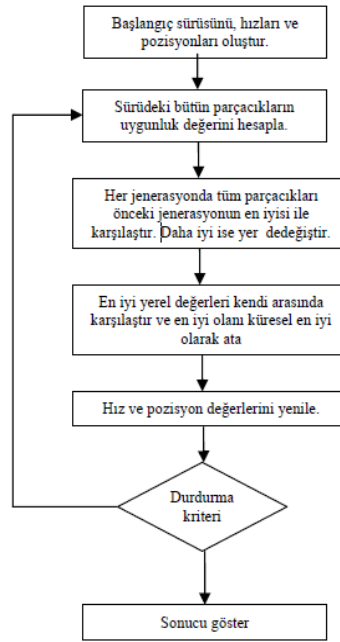 Başlangıç sürüsünü, hızları ve
pozisyonları oluştur.
Sürüdeki bütün parçacıkların
uygunluk değerini hesapla.
Her jenerasyonda tüm parçacıkları
önceki jenerasyonun en iyisi ile
karşılaştır. Daha iyi ise yer dedeğiştir.
En iyi yerel değerleri kendi arasında
karşılaştır ve en iyi olanı küresel en iyi
olarak ata
Hız ve pozisyon değerlerini yenile.
Durdurma
kriteri
Sonucu göster